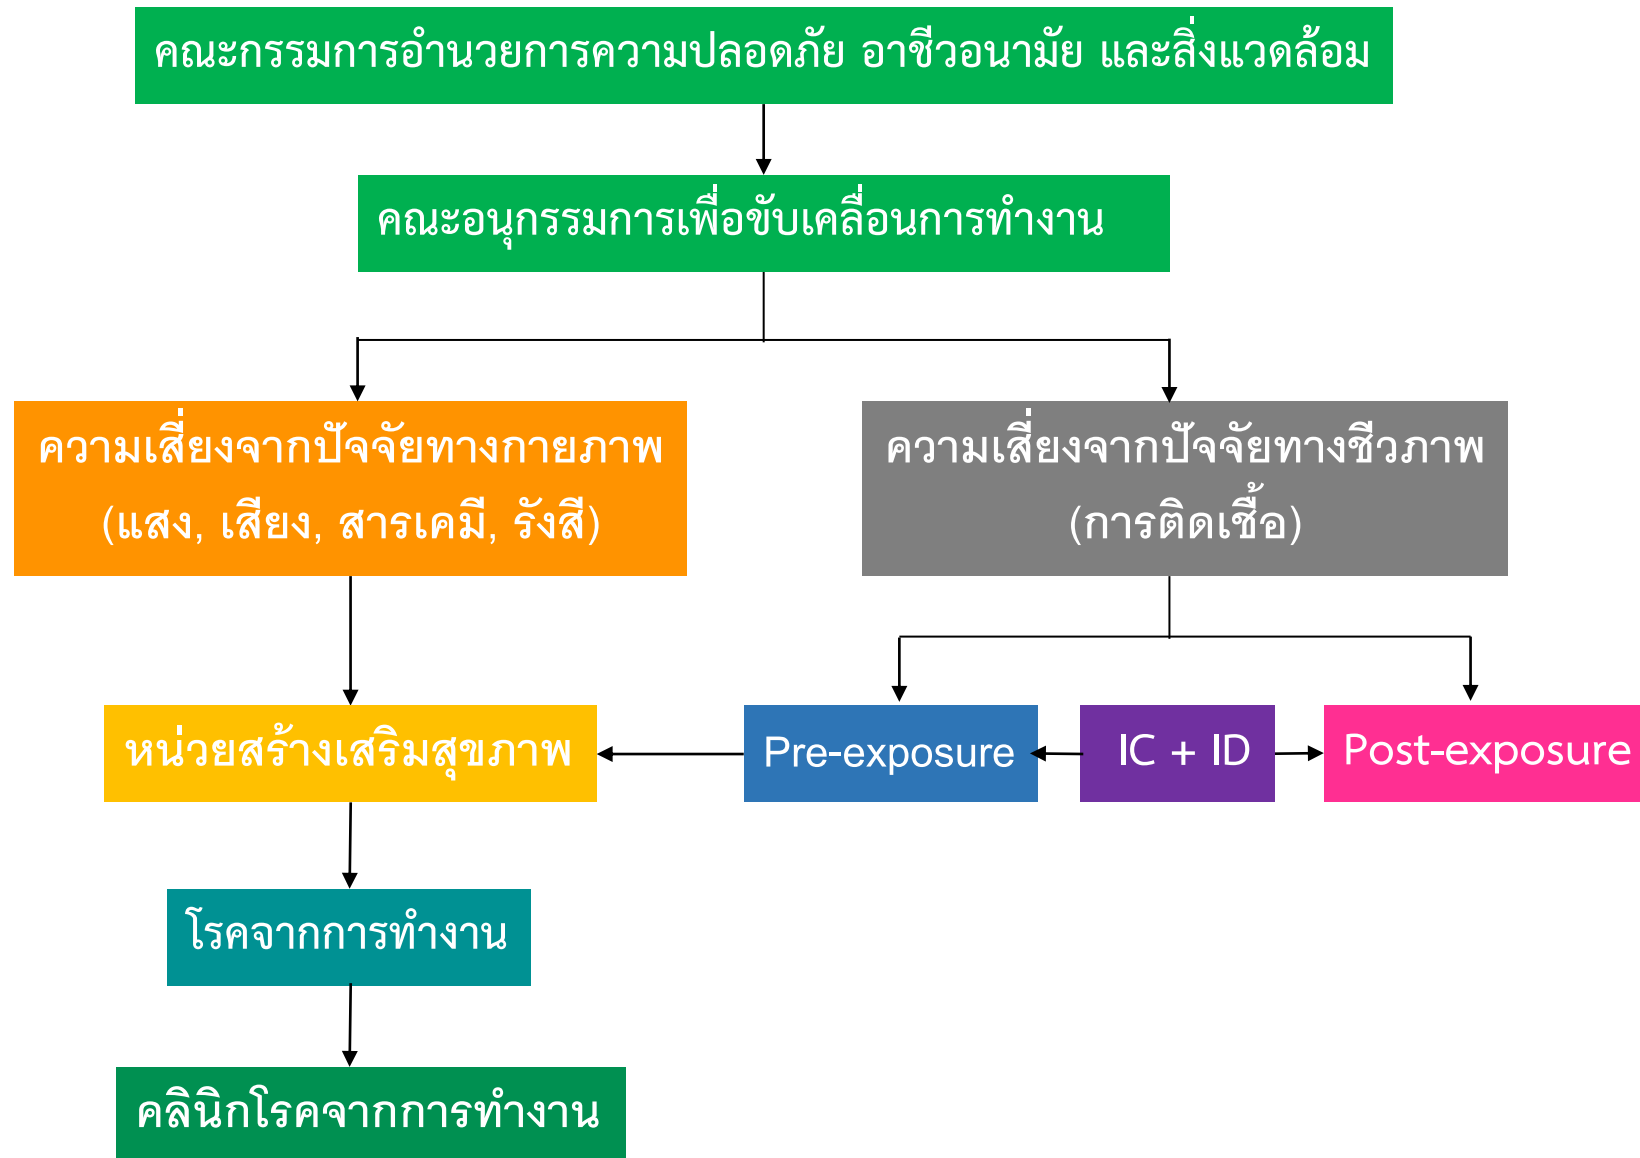 คณะกรรมการอำนวยการความปลอดภัย อาชีวอนามัย และสิ่งแวดล้อม
คณะอนุกรรมการเพื่อขับเคลื่อนการทำงาน
ความเสี่ยงจากปัจจัยทางกายภาพ
(แสง, เสียง, สารเคมี, รังสี)
ความเสี่ยงจากปัจจัยทางชีวภาพ
(การติดเชื้อ)
หน่วยสร้างเสริมสุขภาพ
Pre-exposure
IC + ID
Post-exposure
โรคจากการทำงาน
คลินิกโรคจากการทำงาน